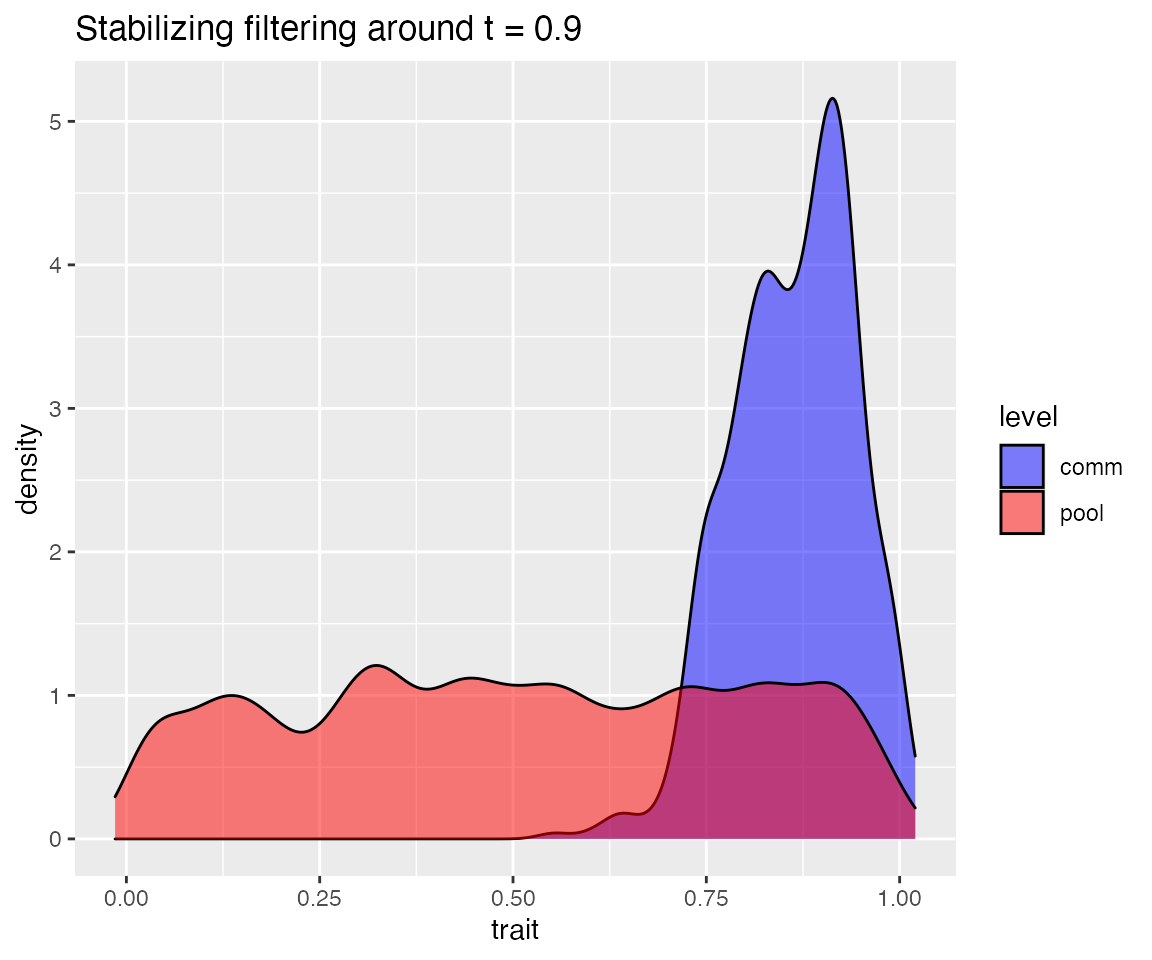 Stabilizing filtering around t = 0.9
5
4
3
2
1
0
density
0.00 0.25 0.50 0.75 1.00
trait
level
comm
pool